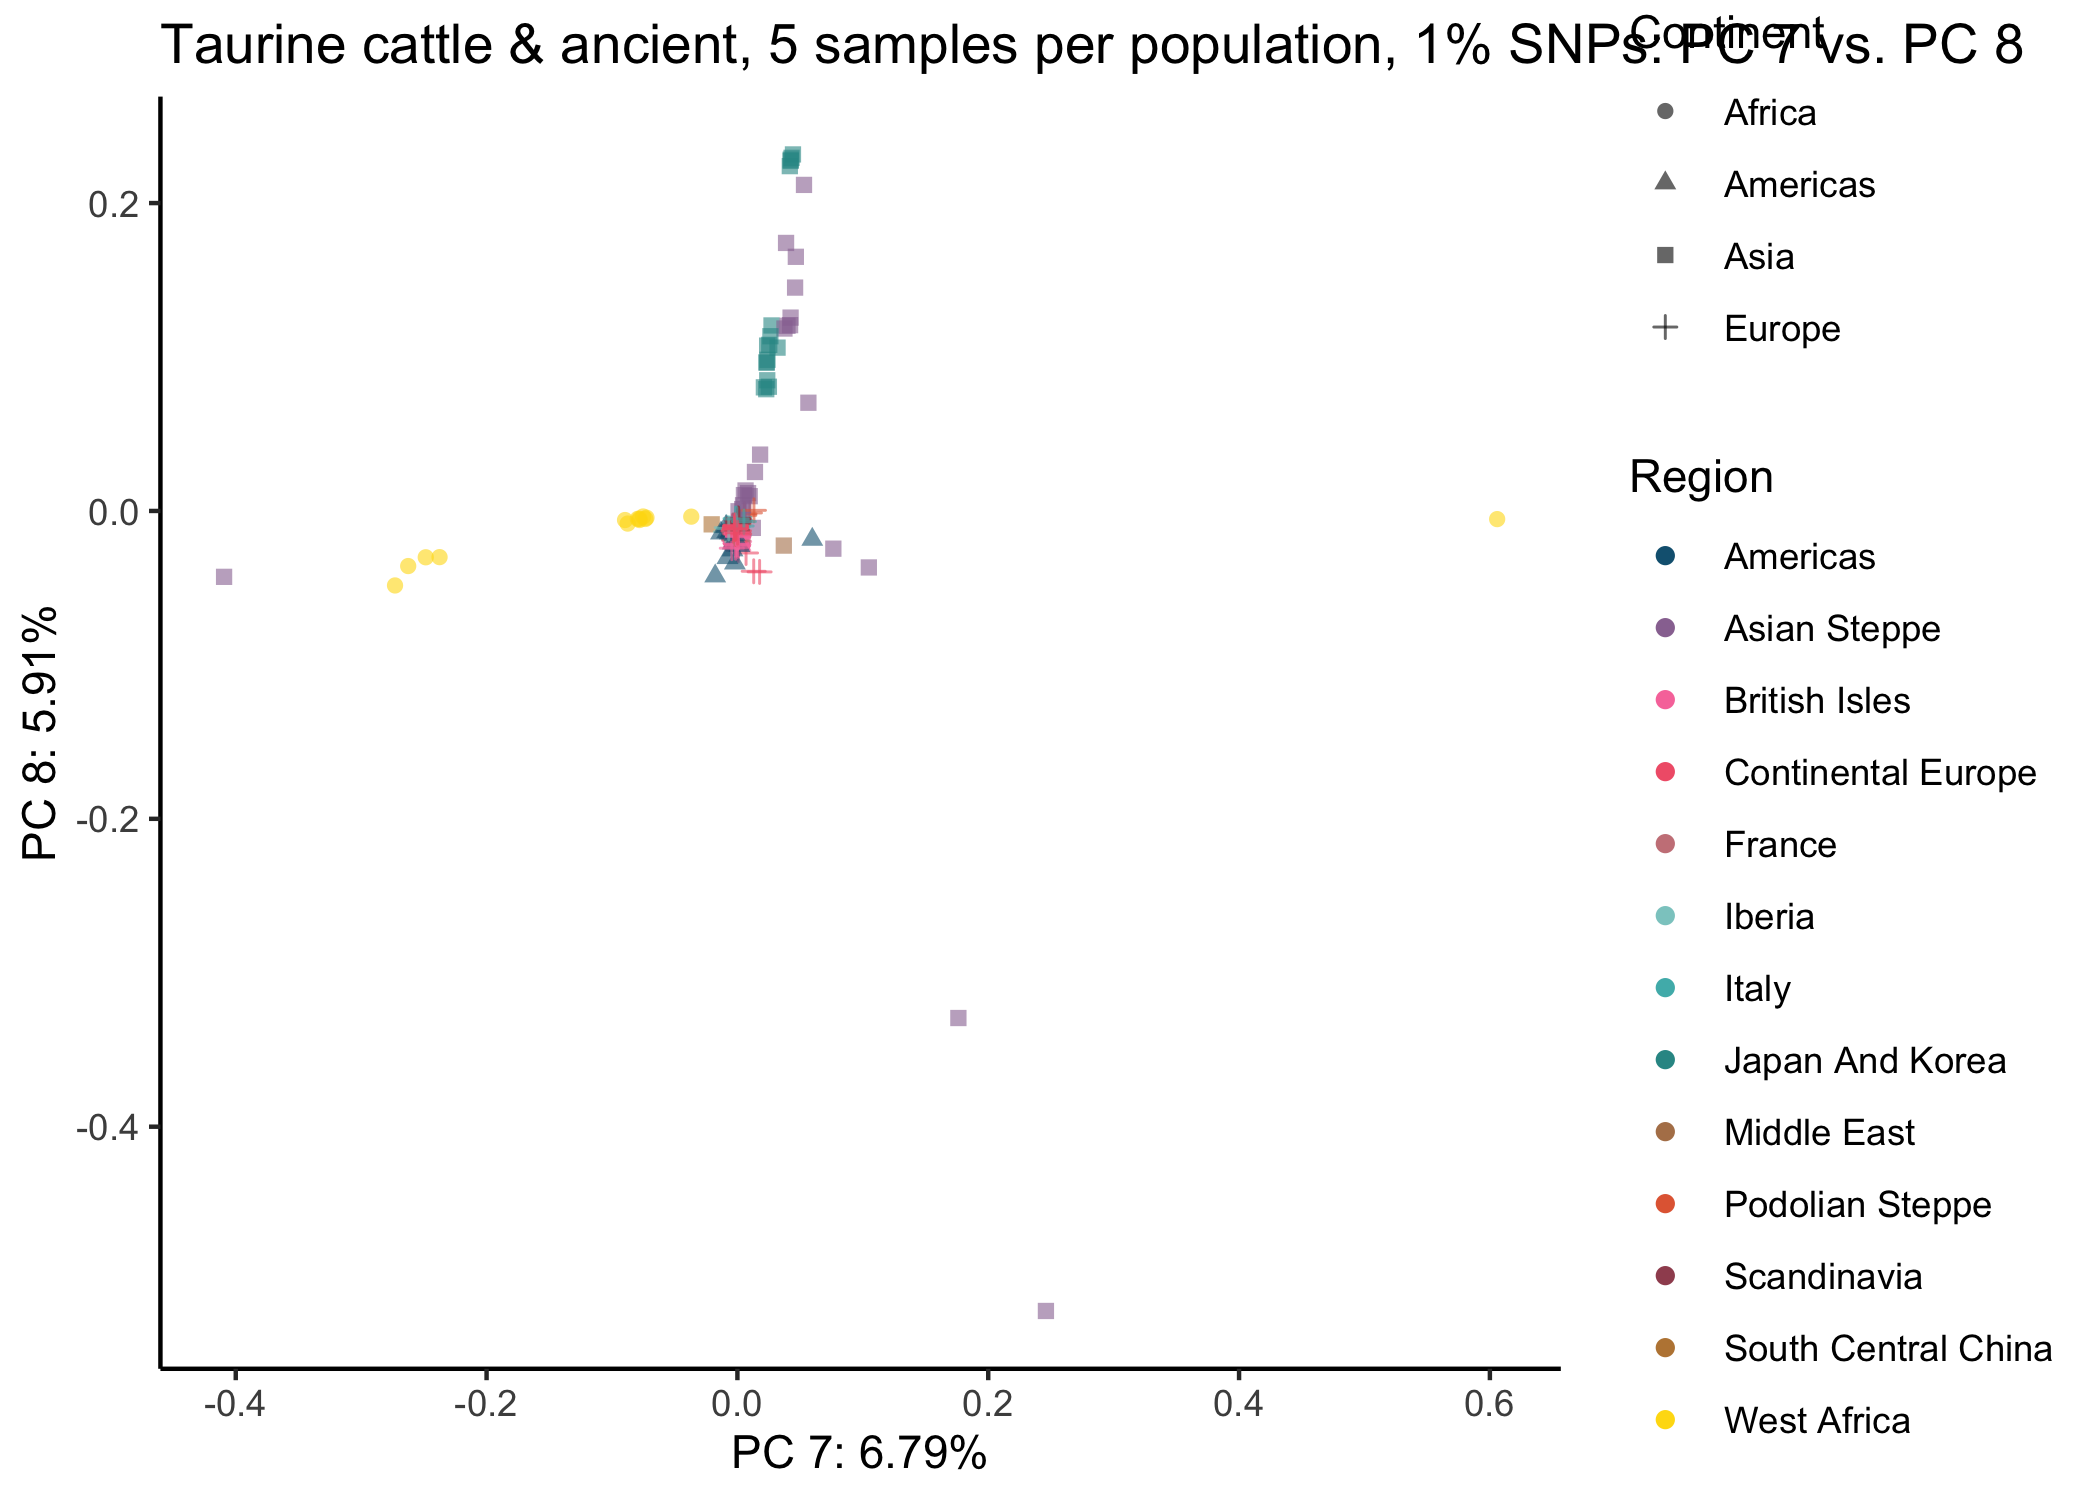 Taurine cattle & ancient, 5 samples per population, 1% SNPs: PC 7 vs. PC 8
Continent
Africa
Americas
Asia
Europe
Region
Americas
Asian Steppe
British Isles
Continental Europe
France
Iberia
Italy
Japan And Korea
Middle East
Podolian Steppe
Scandinavia
South Central China
West Africa
0.2
0.0
-0.2
-0.4
PC 8: 5.91%
-0.4
-0.2
0.0
0.2
0.4
0.6
PC 7: 6.79%